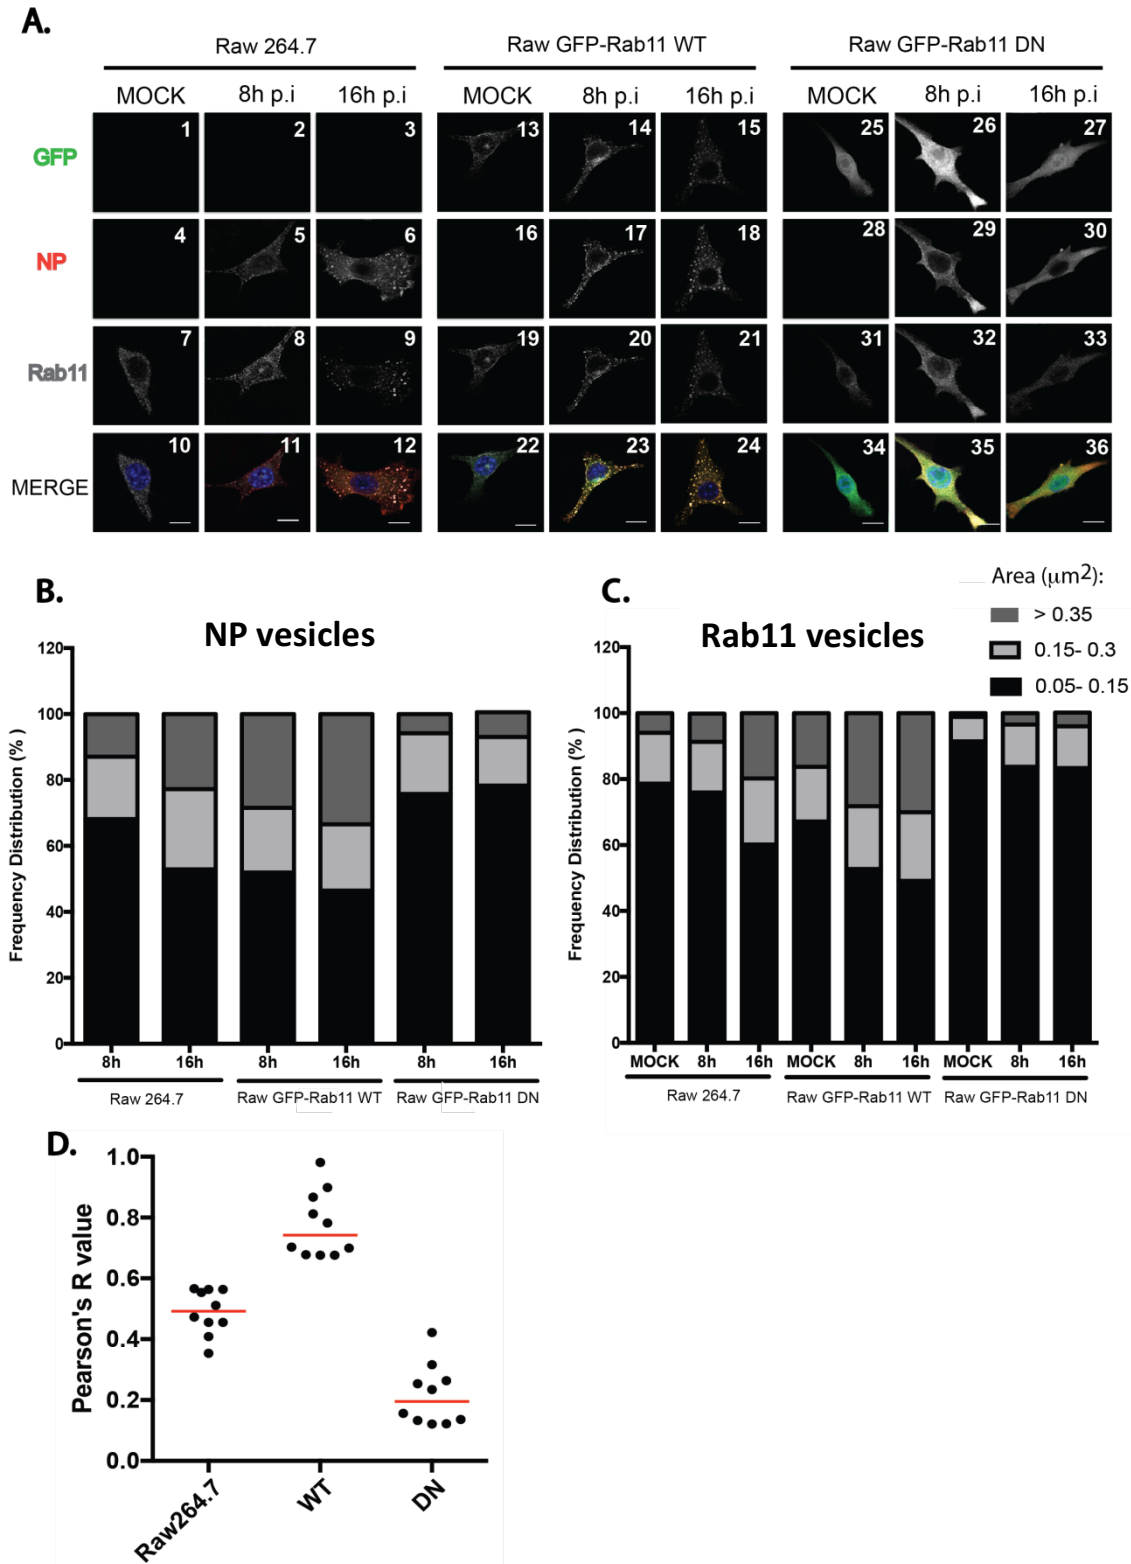 A.
Raw 264.7 Raw GFP-Rab11 WT Raw GFP-Rab11 DN
MOCK 8h p.i 16h p.i MOCK 8h p.i 16h p.i MOCK 8h p.i 16h p.i
GFP 1 2 3 13 14 15 25 26 27
NP 4 5 6 16 17 18 28 29 30
Rab11 7 8 9 19 20 21 31 32 33
MERGE 10 11 12 22 23 24 34 35 36
B.
NP vesicles
Frequency Distribution (% )
120
100
80
60
40
20
0
8h 16h 8h 16h 8h 16h
Raw 264.7 Raw GFP-Rab11 WT Raw GFP-Rab11 DN
C.
Area (μm2):
> 0.35
0.15- 0.3
0.05- 0.15
Rab11 vesicles
Frequency Distribution (% )
120
100
80
60
40
20
0
MOCK 8h 16h MOCK 8h 16h MOCK 8h 16h
Raw 264.7 Raw GFP-Rab11 WT Raw GFP-Rab11 DN
D.
Pearson's R value
1.0
0.8
0.6
0.4
0.2
0.0
Raw264.7 WT DN